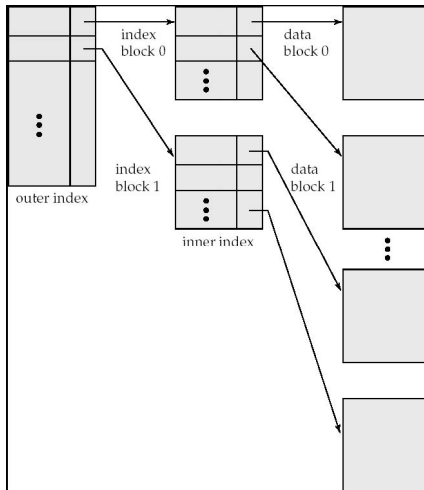 index
block 0
data
block 0
index
block 1
data
block 1
outer index
inner index